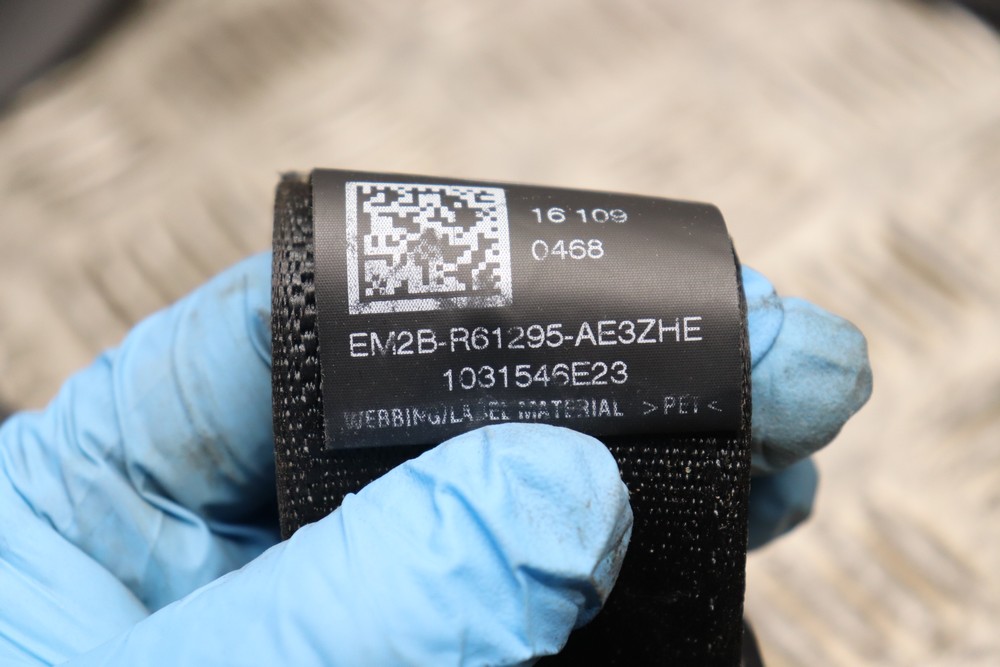 16 109
0468
EM2B-R61295-AE3ZHE
1031546E23
WEBBING/LABEL MATERIAL >PET<